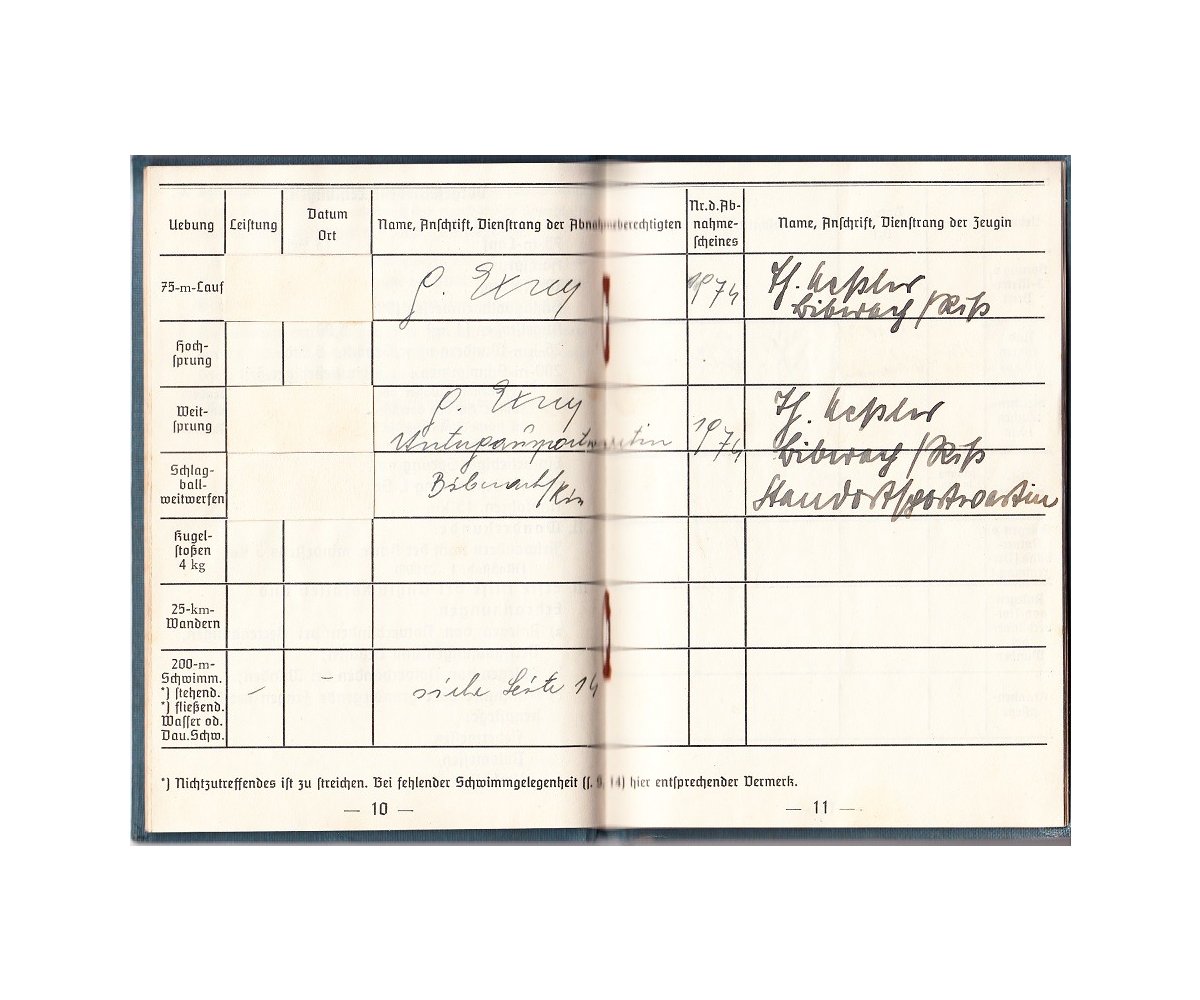 Uebung Leistung Datum Ort Name, Anschrift, Dienstrang der Abnahmeberechtigten Nr.d.Ab-nahme-scheines Name, Anschrift, Dienstrang der Zeugin
75-m-Lauf 1974
Biberach/Riß
Hoch-
sprung
Weit-
sprung 1974
Biberach/Riß
Schlag-
ball-
weitwerfen Standortsportwartin
Kugel-
stoßen
4 kg
25-km-
Wandern
200-m-
Schwimm.
*) stehend. – – siehe Seite 14
*) fließend.
Wasser od.
Dau.Schw.
*) Nichtzutreffendes ist zu streichen. Bei fehlender Schwimmgelegenheit (s. 9, 14) hier entsprechender Vermerk.
— 10 — — 11 —